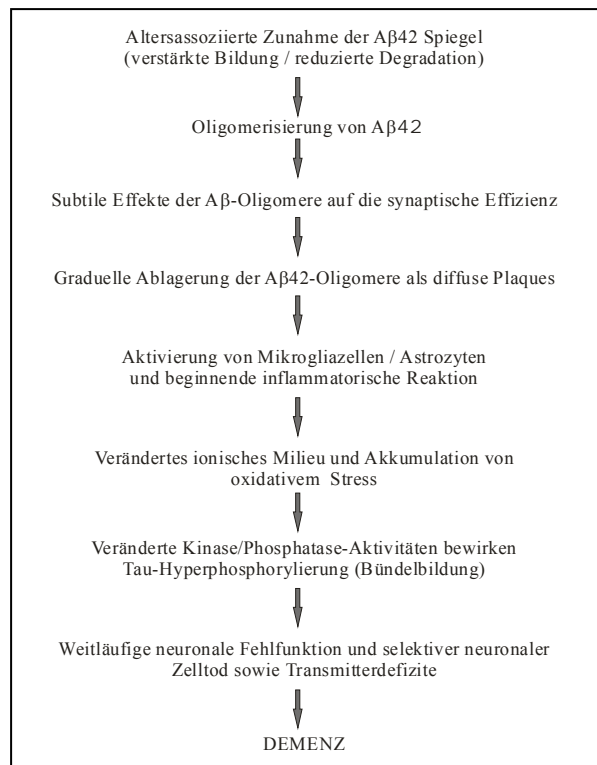 Altersassoziierte Zunahme der Aβ42 Spiegel
(verstärkte Bildung / reduzierte Degradation)
Oligomerisierung von Aβ42
Subtile Effekte der Aβ-Oligomere auf die synaptische Effizienz
Graduelle Ablagerung der Aβ42-Oligomere als diffuse Plaques
Aktivierung von Mikrogliazellen / Astrozyten
und beginnende inflammatorische Reaktion
Verändertes ionisches Milieu und Akkumulation von
oxidativem Stress
Veränderte Kinase/Phosphatase-Aktivitäten bewirken
Tau-Hyperphosphorylierung (Bündelbildung)
Weitläufige neuronale Fehlfunktion und selektiver neuronaler
Zelltod sowie Transmitterdefizite
DEMENZ